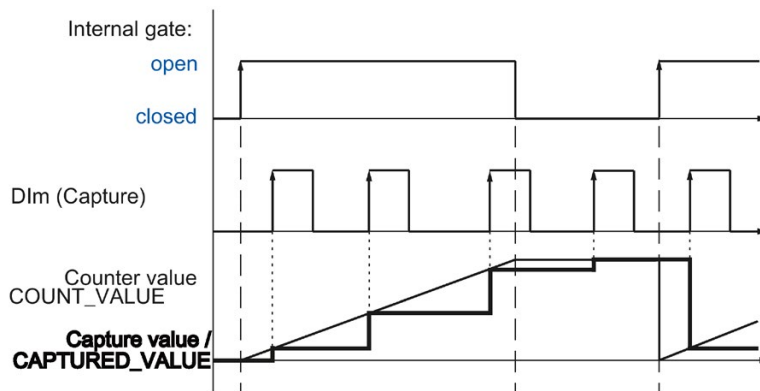 Internal gate:
open
closed
DIm (Capture)
Counter value
COUNT_VALUE
Capture value /
CAPTURED_VALUE